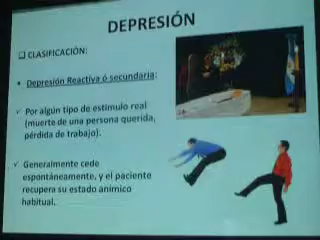 DEPRESIÓN
❑ CLASIFICACIÓN:
• Depresión Reactiva ó secundaria:
✓ Por algún tipo de estimulo real
(muerte de una persona querida,
pérdida de trabajo).
✓ Generalmente cede
espontáneamente, y el paciente
recupera su estado anímico
habitual.